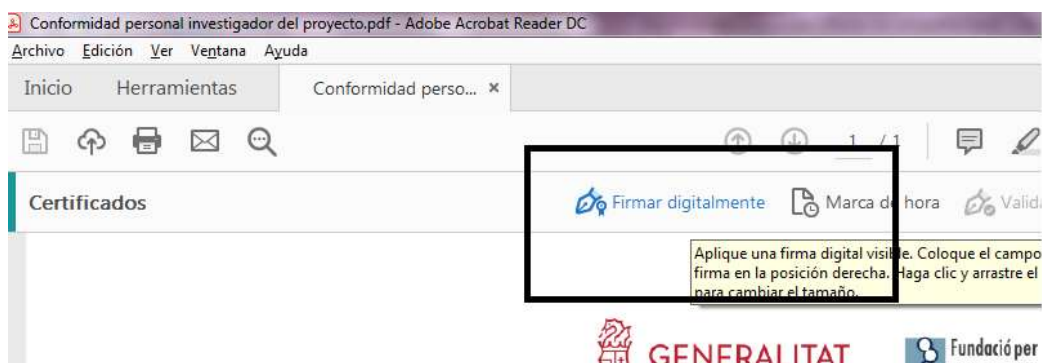 Conformidad personal investigador del proyecto.pdf - Adobe Acrobat Reader DC
Archivo Edición Ver Ventana Ayuda
Inicio Herramientas Conformidad perso... ×
1 / 1
Certificados Firmar digitalmente Marca de hora Valida
Aplique una firma digital visible. Coloque el campo
firma en la posición derecha. Haga clic y arrastre el
para cambiar el tamaño.
GENERALITAT Fundació per